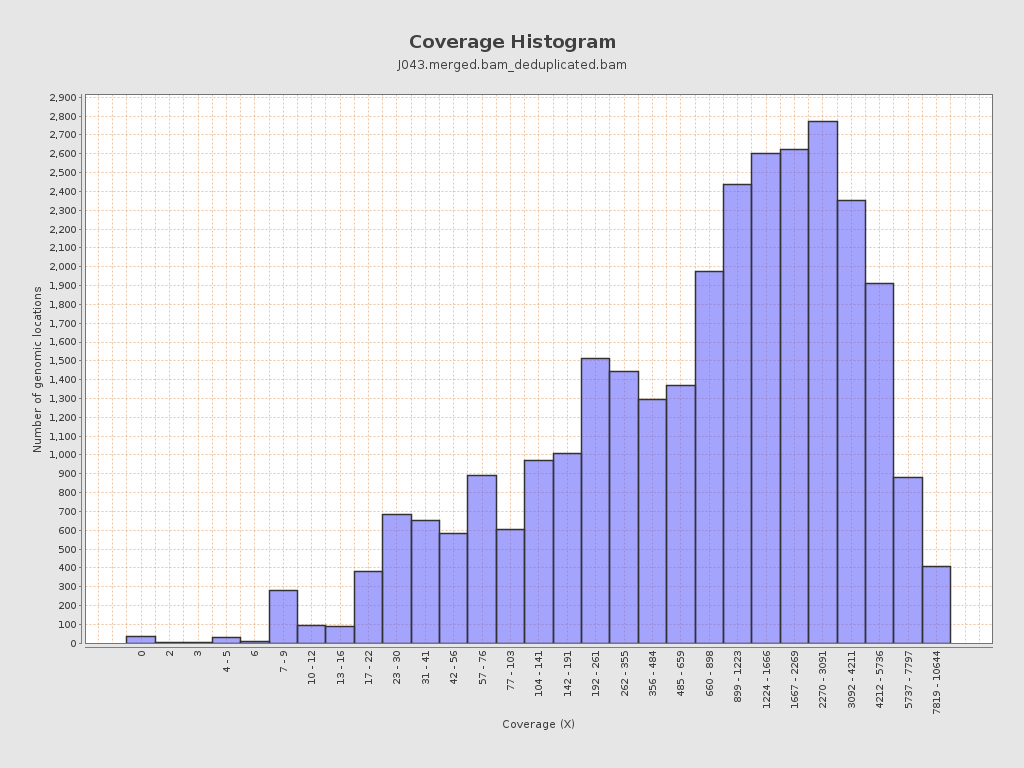 Coverage Histogram
J043.merged.bam_deduplicated.bam
Number of genomic locations
2,900
2,800
2,700
2,600
2,500
2,400
2,300
2,200
2,100
2,000
1,900
1,800
1,700
1,600
1,500
1,400
1,300
1,200
1,100
1,000
900
800
700
600
500
400
300
200
100
0
0
2
3
4 - 5
6
7 - 9
10 - 12
13 - 16
17 - 22
23 - 30
31 - 41
42 - 56
57 - 76
77 - 103
104 - 141
142 - 191
192 - 261
262 - 355
356 - 484
485 - 659
660 - 898
899 - 1223
1224 - 1666
1667 - 2269
2270 - 3091
3092 - 4211
4212 - 5736
5737 - 7797
7819 - 10644
Coverage (X)